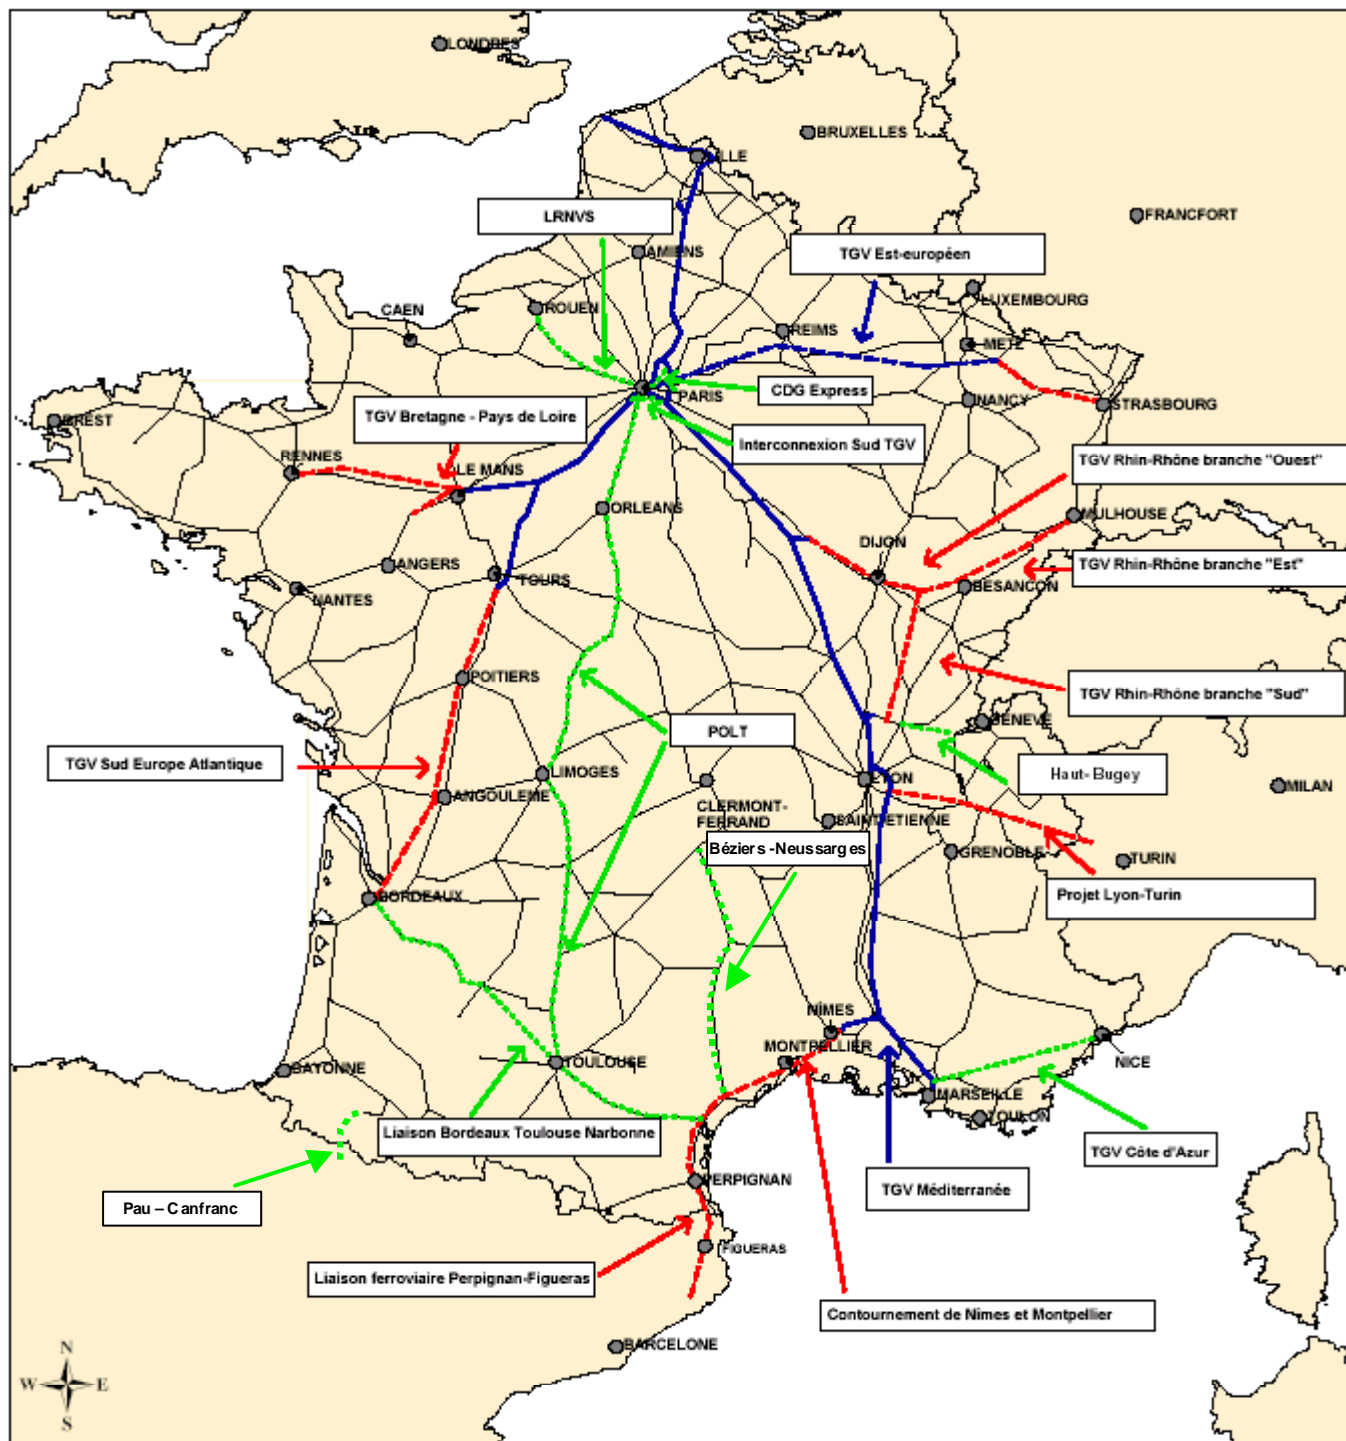 LONDRES
BRUXELLES
LILLE
FRANCFORT
LRNVS
AMIENS
TGV Est-européen
LUXEMBOURG
ROUEN
CAEN
REIMS
METZ
CDG Express
PARIS
NANCY
STRASBOURG
BREST
TGV Bretagne - Pays de Loire
Interconnexion Sud TGV
RENNES
LE MANS
TGV Rhin-Rhône branche "Ouest"
ORLEANS
MULHOUSE
DIJON
ANGERS
TOURS
TGV Rhin-Rhône branche "Est"
BESANCON
NANTES
POITIERS
TGV Rhin-Rhône branche "Sud"
GENEVE
POLT
TGV Sud Europe Atlantique
LIMOGES
LYON
Haut- Bugey
MILAN
ANGOULEME
CLERMONT-
FERRAND
SAINT-ETIENNE
Béziers -Neussarges
GRENOBLE
TURIN
BORDEAUX
Projet Lyon-Turin
NÎMES
MONTPELLIER
NICE
BAYONNE
TOULOUSE
MARSEILLE
TOULON
Liaison Bordeaux Toulouse Narbonne
TGV Côte d'Azur
PERPIGNAN
TGV Méditerranée
Pau – Canfranc
FIGUERAS
Liaison ferroviaire Perpignan-Figueras
Contournement de Nimes et Montpellier
BARCELONE
N
W
E
S